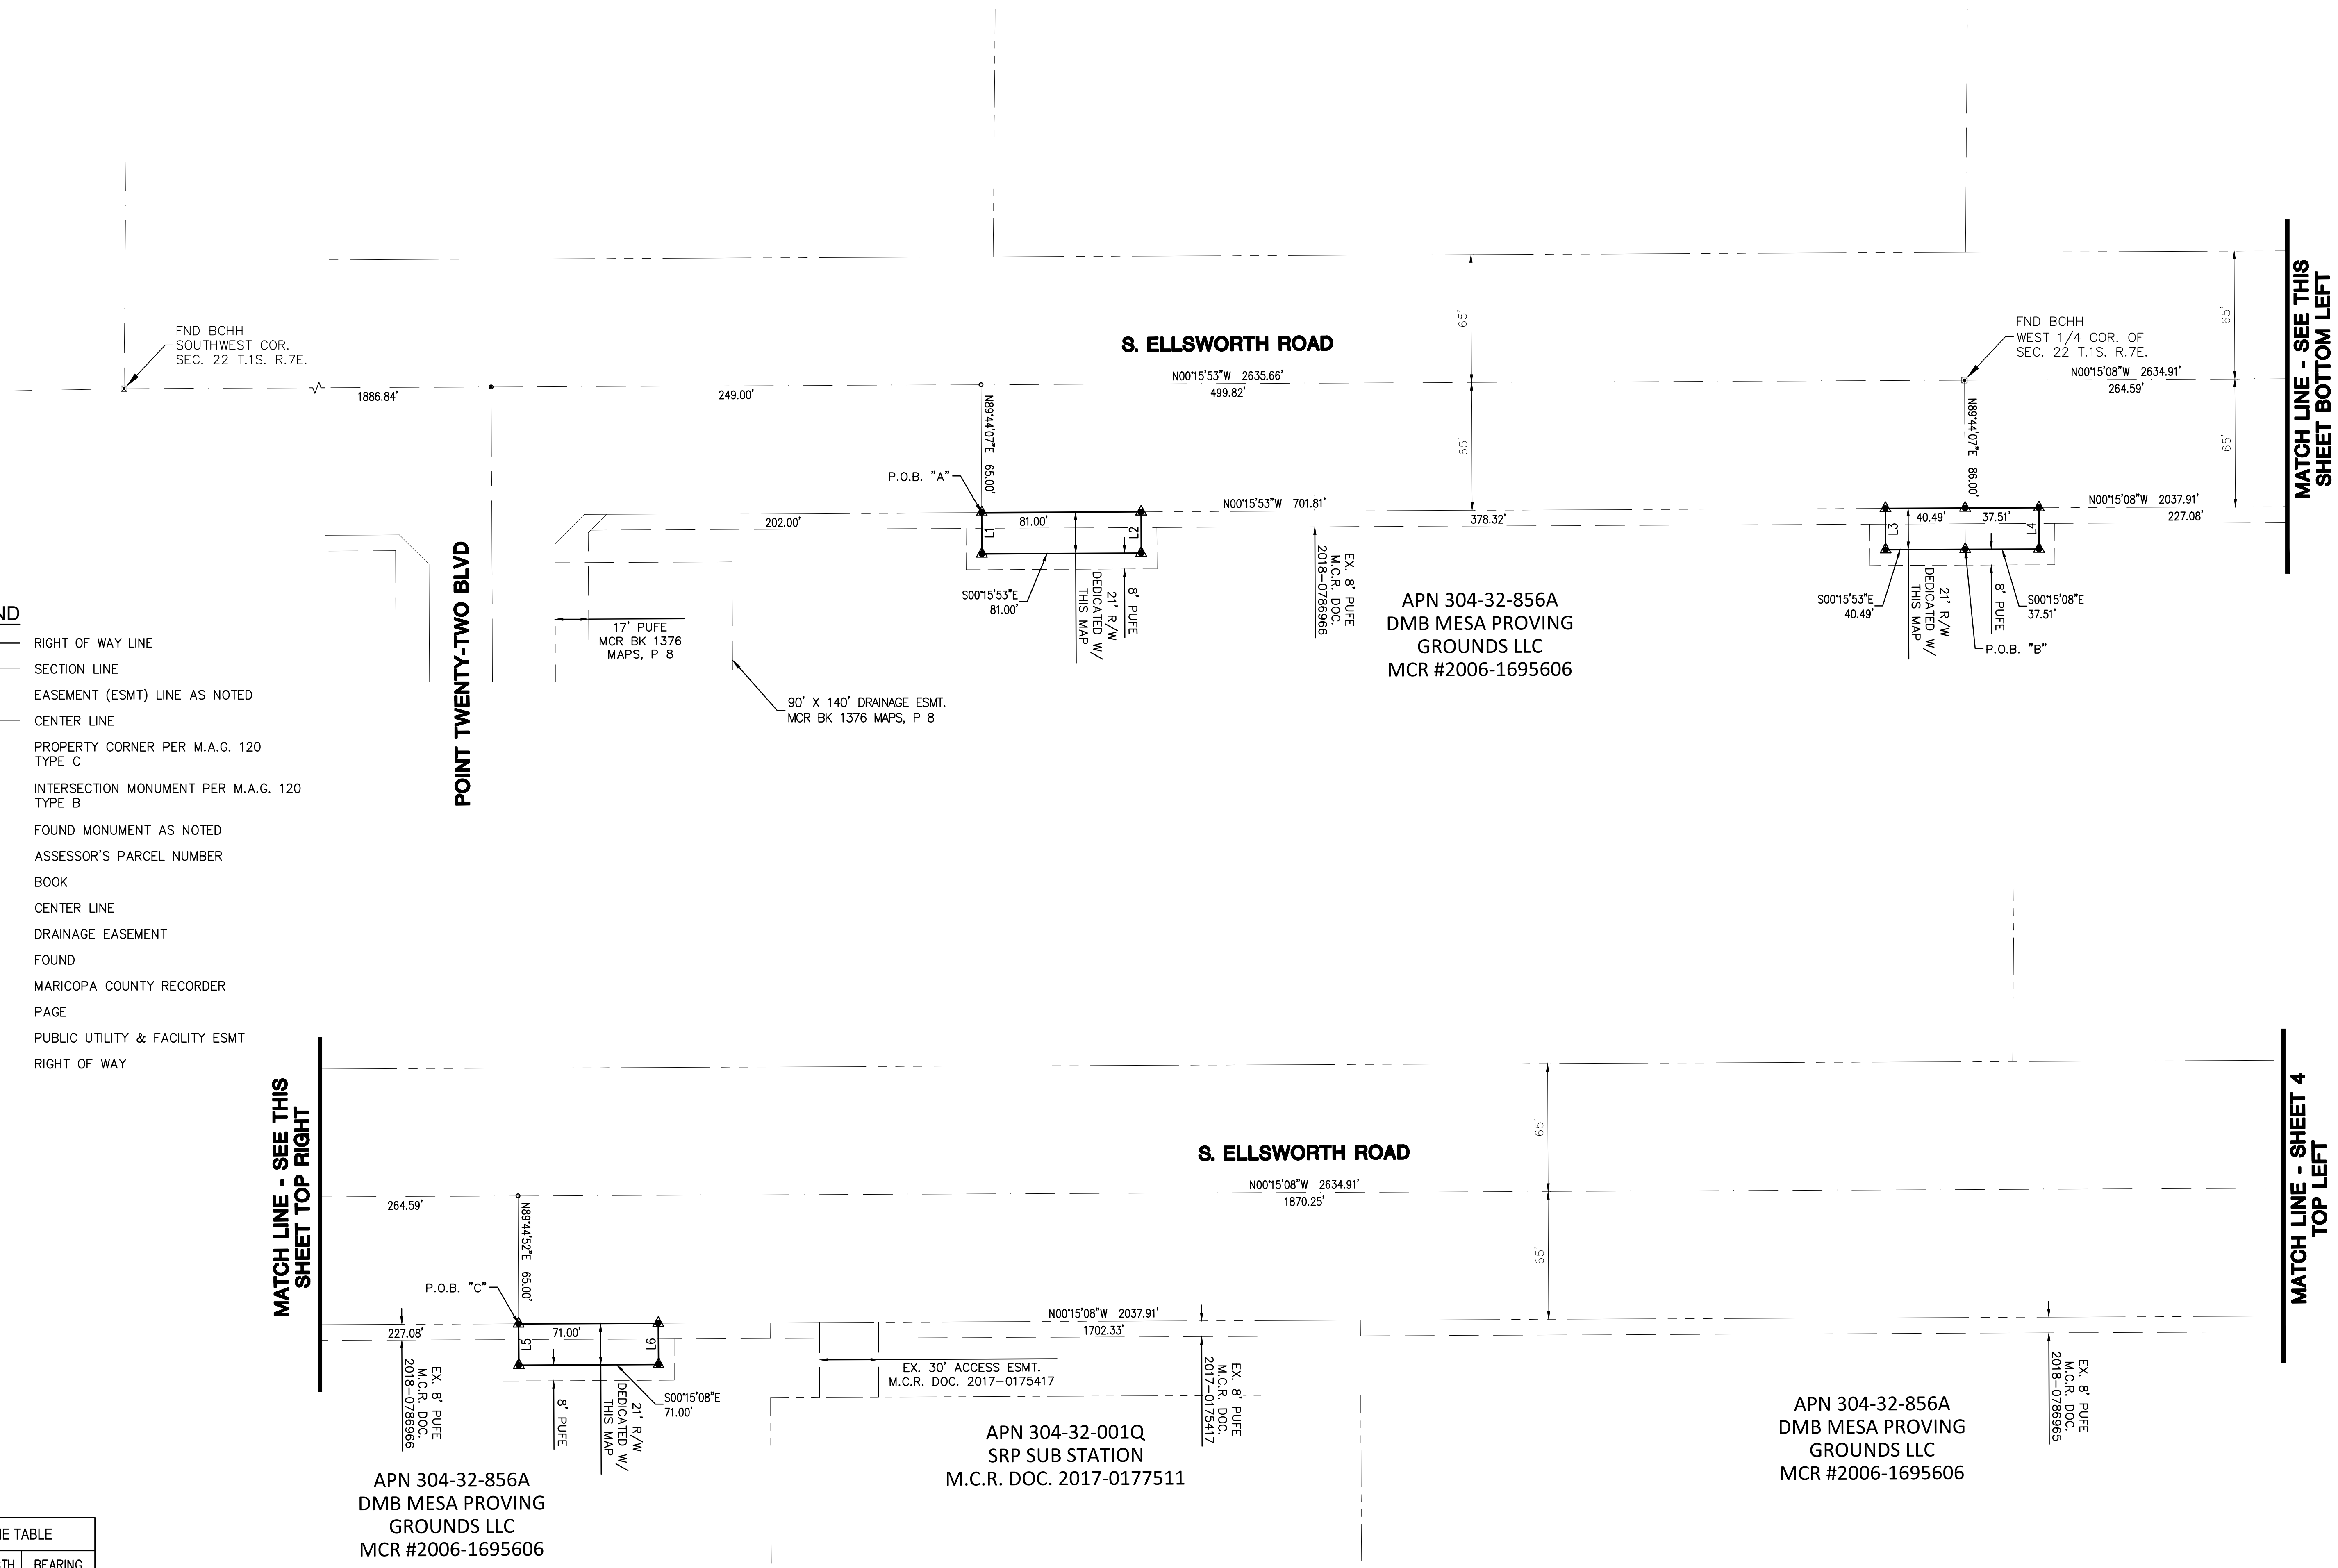 FND BCHH
SOUTHWEST COR.
SEC. 22 T.1S. R.7E.
1886.84'
249.00'
S. ELLSWORTH ROAD
N00°15'53"W 2635.66'
499.82'
65'
65'
N89°44'07"E 65.00'
P.O.B. "A"
FND BCHH
WEST 1/4 COR. OF
SEC. 22 T.1S. R.7E.
N00°15'08"W 2634.91'
264.59'
65'
65'
N89°44'07"E 86.00'
MATCH LINE - SEE THIS
SHEET BOTTOM LEFT
202.00'
81.00'
L1
L2
N00°15'53"W 701.81'
378.32'
40.49'
37.51'
L3
L4
N00°15'08"W 2037.91'
227.08'
S00°15'53"E
81.00'
21' R/W
DEDICATED W/
THIS MAP
8' PUFE
EX. 8' PUFE
M.C.R. DOC.
2018-0786966
APN 304-32-856A
DMB MESA PROVING
GROUNDS LLC
MCR #2006-1695606
S00°15'53"E
40.49'
21' R/W
DEDICATED W/
THIS MAP
8' PUFE
S00°15'08"E
37.51'
P.O.B. "B"
POINT TWENTY-TWO BLVD
17' PUFE
MCR BK 1376
MAPS, P 8
90' X 140' DRAINAGE ESMT.
MCR BK 1376 MAPS, P 8
ND
RIGHT OF WAY LINE
SECTION LINE
EASEMENT (ESMT) LINE AS NOTED
CENTER LINE
PROPERTY CORNER PER M.A.G. 120
TYPE C
INTERSECTION MONUMENT PER M.A.G. 120
TYPE B
FOUND MONUMENT AS NOTED
ASSESSOR'S PARCEL NUMBER
BOOK
CENTER LINE
DRAINAGE EASEMENT
FOUND
MARICOPA COUNTY RECORDER
PAGE
PUBLIC UTILITY & FACILITY ESMT
RIGHT OF WAY
MATCH LINE - SEE THIS
SHEET TOP RIGHT
264.59'
N89°44'52"E 65.00'
S. ELLSWORTH ROAD
N00°15'08"W 2634.91'
1870.25'
65'
65'
MATCH LINE - SHEET 4
TOP LEFT
P.O.B. "C"
227.08'
71.00'
L5
L6
N00°15'08"W 2037.91'
1702.33'
EX. 8' PUFE
M.C.R. DOC.
2018-0786966
8' PUFE
21' R/W
DEDICATED W/
THIS MAP
S00°15'08"E
71.00'
EX. 30' ACCESS ESMT.
M.C.R. DOC. 2017-0175417
EX. 8' PUFE
M.C.R. DOC.
2017-0175417
EX. 8' PUFE
M.C.R. DOC.
2018-0786965
APN 304-32-856A
DMB MESA PROVING
GROUNDS LLC
MCR #2006-1695606
APN 304-32-001Q
SRP SUB STATION
M.C.R. DOC. 2017-0177511
APN 304-32-856A
DMB MESA PROVING
GROUNDS LLC
MCR #2006-1695606
TABLE
BEARING